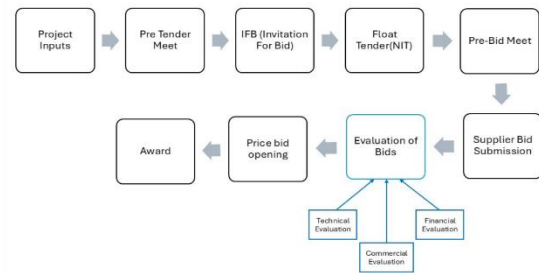 Project
Inputs
Pre Tender
Meet
IFB (Invitation
For Bid)
Float
Tender(NIT)
Pre-Bid Meet
Supplier Bid
Submission
Evaluation of
Bids
Price bid
opening
Award
Technical
Evaluation
Commercial
Evaluation
Financial
Evaluation